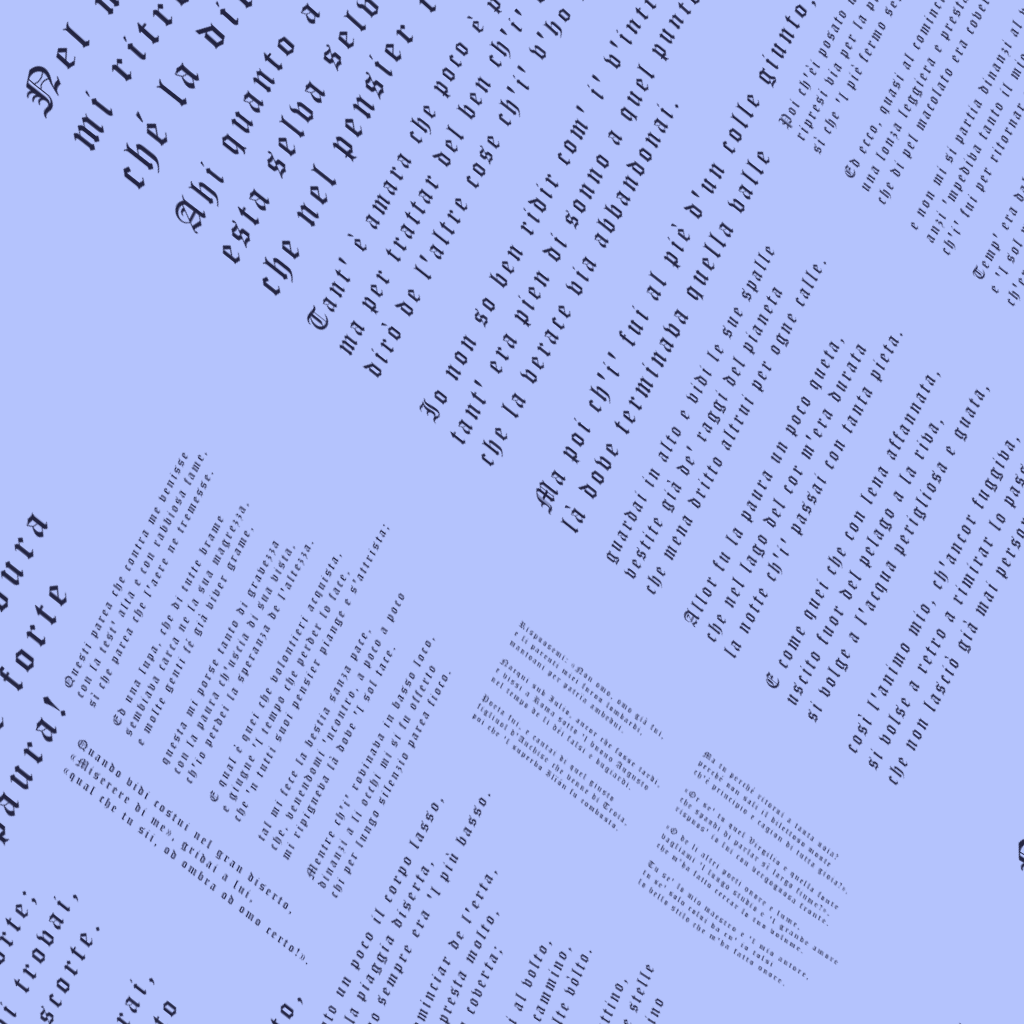 Nel
mi ritro
ché la di
Ahi quanto a
esta selva selv
che nel pensier
Tant' è amara che poco è
ma per trattar del ben ch'i'
dirò de l'altre cose ch'i' v'ho
Io non so ben ridir com' i' v'intr
tant' era pien di sonno a quel punto
che la verace via abbandonai.
Ma poi ch'i' fui al piè d'un colle giunto,
là dove terminava quella valle
guardai in alto e vidi le sue spalle
vestite già de' raggi del pianeta
che mena dritto altrui per ogne calle.
Allor fu la paura un poco queta,
che nel lago del cor m'era durata
la notte ch'i' passai con tanta pieta.
E come quei che con lena affannata,
uscito fuor del pelago a la riva,
si volge a l'acqua perigliosa e guata,
così l'animo mio, ch'ancor fuggiva,
si volse a retro a rimirar lo pass
che non lasciò già mai person
Poi ch'èi posato
ripresi via per la p
sì che 'l piè fermo se
Ed ecco, quasi al cominc
una lonza leggiera e prest
che di pel macolato era cover
e non mi si partia dinanzi al
anzi 'mpediva tanto il mi
ch'i' fui per ritornar
Temp' era da
e 'l sol
ch'e
Questi parea che contra me venisse
con la test' alta e con rabbiosa fame,
sì che parea che l'aere ne tremesse.
Ed una lupa, che di tutte brame
sembiava carca ne la sua magrezza,
e molte genti fé già viver grame,
questa mi porse tanto di gravezza
con la paura ch'uscia di sua vista,
ch'io perdei la speranza de l'altezza.
E qual è quei che volontieri acquista,
e giugne 'l tempo che perder lo face,
che 'n tutti suoi pensier piange e s'attrista;
tal mi fece la bestia sanza pace,
che, venendomi 'ncontro, a poco a poco
mi ripigneva là dove 'l sol tace.
Mentre ch'i' rovinava in basso loco,
dinanzi a li occhi mi si fu offerto
chi per lungo silenzio parea fioco.
Quando vidi costui nel gran diserto,
«Miserere di me», gridai a lui,
«qual che tu sii, od ombra od omo certo!».
Rispuosemi: «Non omo, omo già fui,
e li parenti miei furon lombardi,
mantoani per patrïa ambedui.
Nacqui sub Iulio, ancor che fosse tardi,
e vissi a Roma sotto 'l buono Augusto
nel tempo de li dèi falsi e bugiardi.
Poeta fui, e cantai di quel giusto
figliuol d'Anchise che venne di Troia,
poi che 'l superbo Ilïón fu combusto.
Ma tu perché ritorni a tanta noia?
perché non sali il dilettoso monte
ch'è principio e cagion di tutta gioia?».
«Or se' tu quel Virgilio e quella fonte
che spandi di parlar sì largo fiume?»,
rispuos' io lui con vergognosa fronte.
«O de li altri poeti onore e lume,
vagliami 'l lungo studio e 'l grande amore
che m'ha fatto cercar lo tuo volume.
Tu se' lo mio maestro e 'l mio autore,
tu se' solo colui da cu' io tolsi
lo bello stilo che m'ha fatto onore.
dura
forte
paura!
orte;
i trovai,
scorte.
rai,
to
to,
to un poco il corpo lasso,
la piaggia diserta,
sempre era 'l più basso.
minciar de l'erta,
presta molto,
coverta;
al volto,
cammino,
lte vòlto.
ttino,
stelle
ino